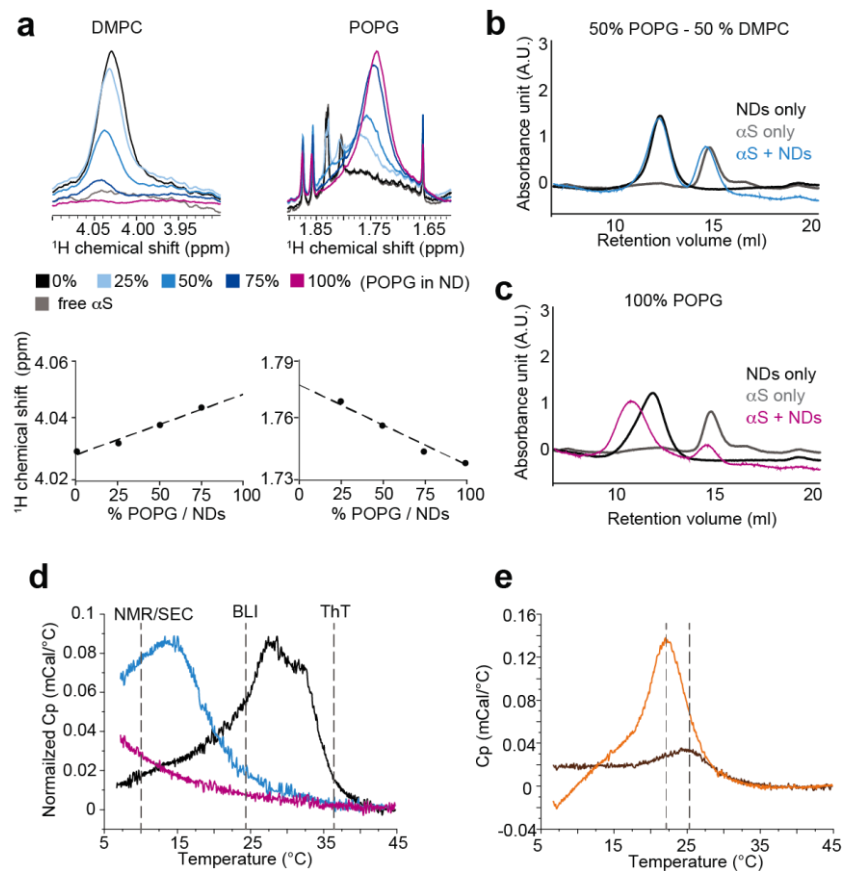 a
DMPC
POPG
4.05 4.00 3.95
¹H chemical shift (ppm)
1.85 1.75 1.65
¹H chemical shift (ppm)
0% 25% 50% 75% 100% (POPG in ND)
free αS
¹H chemical shift (ppm)
4.06
4.04
4.02
0 25 50 75 100
% POPG / NDs
1.79
1.76
1.73
0 25 50 75 100
% POPG / NDs
b
50% POPG - 50 % DMPC
Absorbance unit (A.U.)
3
2
1
0
NDs only
αS only
αS + NDs
10 15 20
Retention volume (ml)
c
100% POPG
Absorbance unit (A.U.)
3
2
1
0
NDs only
αS only
αS + NDs
10 15 20
Retention volume (ml)
d
Normailzed Cp (mCal/°C)
0.1
0.08
0.06
0.04
0.02
0
NMR/SEC
BLI
ThT
5 15 25 35 45
Temperature (°C)
e
Cp (mCal/°C)
0.16
0.12
0.08
0.04
0
-0.04
5 15 25 35 45
Temperature (°C)